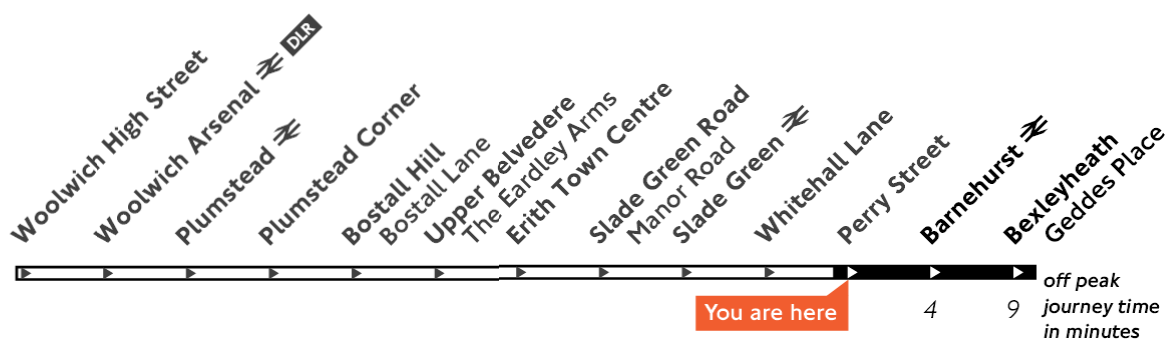 Woolwich High Street
Woolwich Arsenal DLR
Plumstead
Plumstead Corner
Bostall Hill
Bostall Lane
Upper Belvedere
The Eardley Arms
Erith Town Centre
Slade Green Road
Manor Road
Slade Green
Whitehall Lane
Perry Street
Barnehurst
Bexleyheath
Geddes Place
You are here
4
9
off peak
journey time
in minutes